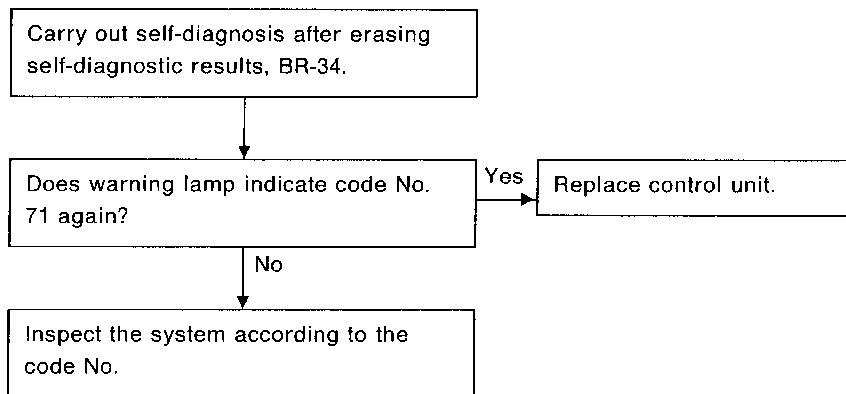 Carry out self-diagnosis after erasing
self-diagnostic results, BR-34.
Does warning lamp indicate code No.
71 again?
Yes
Replace control unit.
No
Inspect the system according to the
code No.